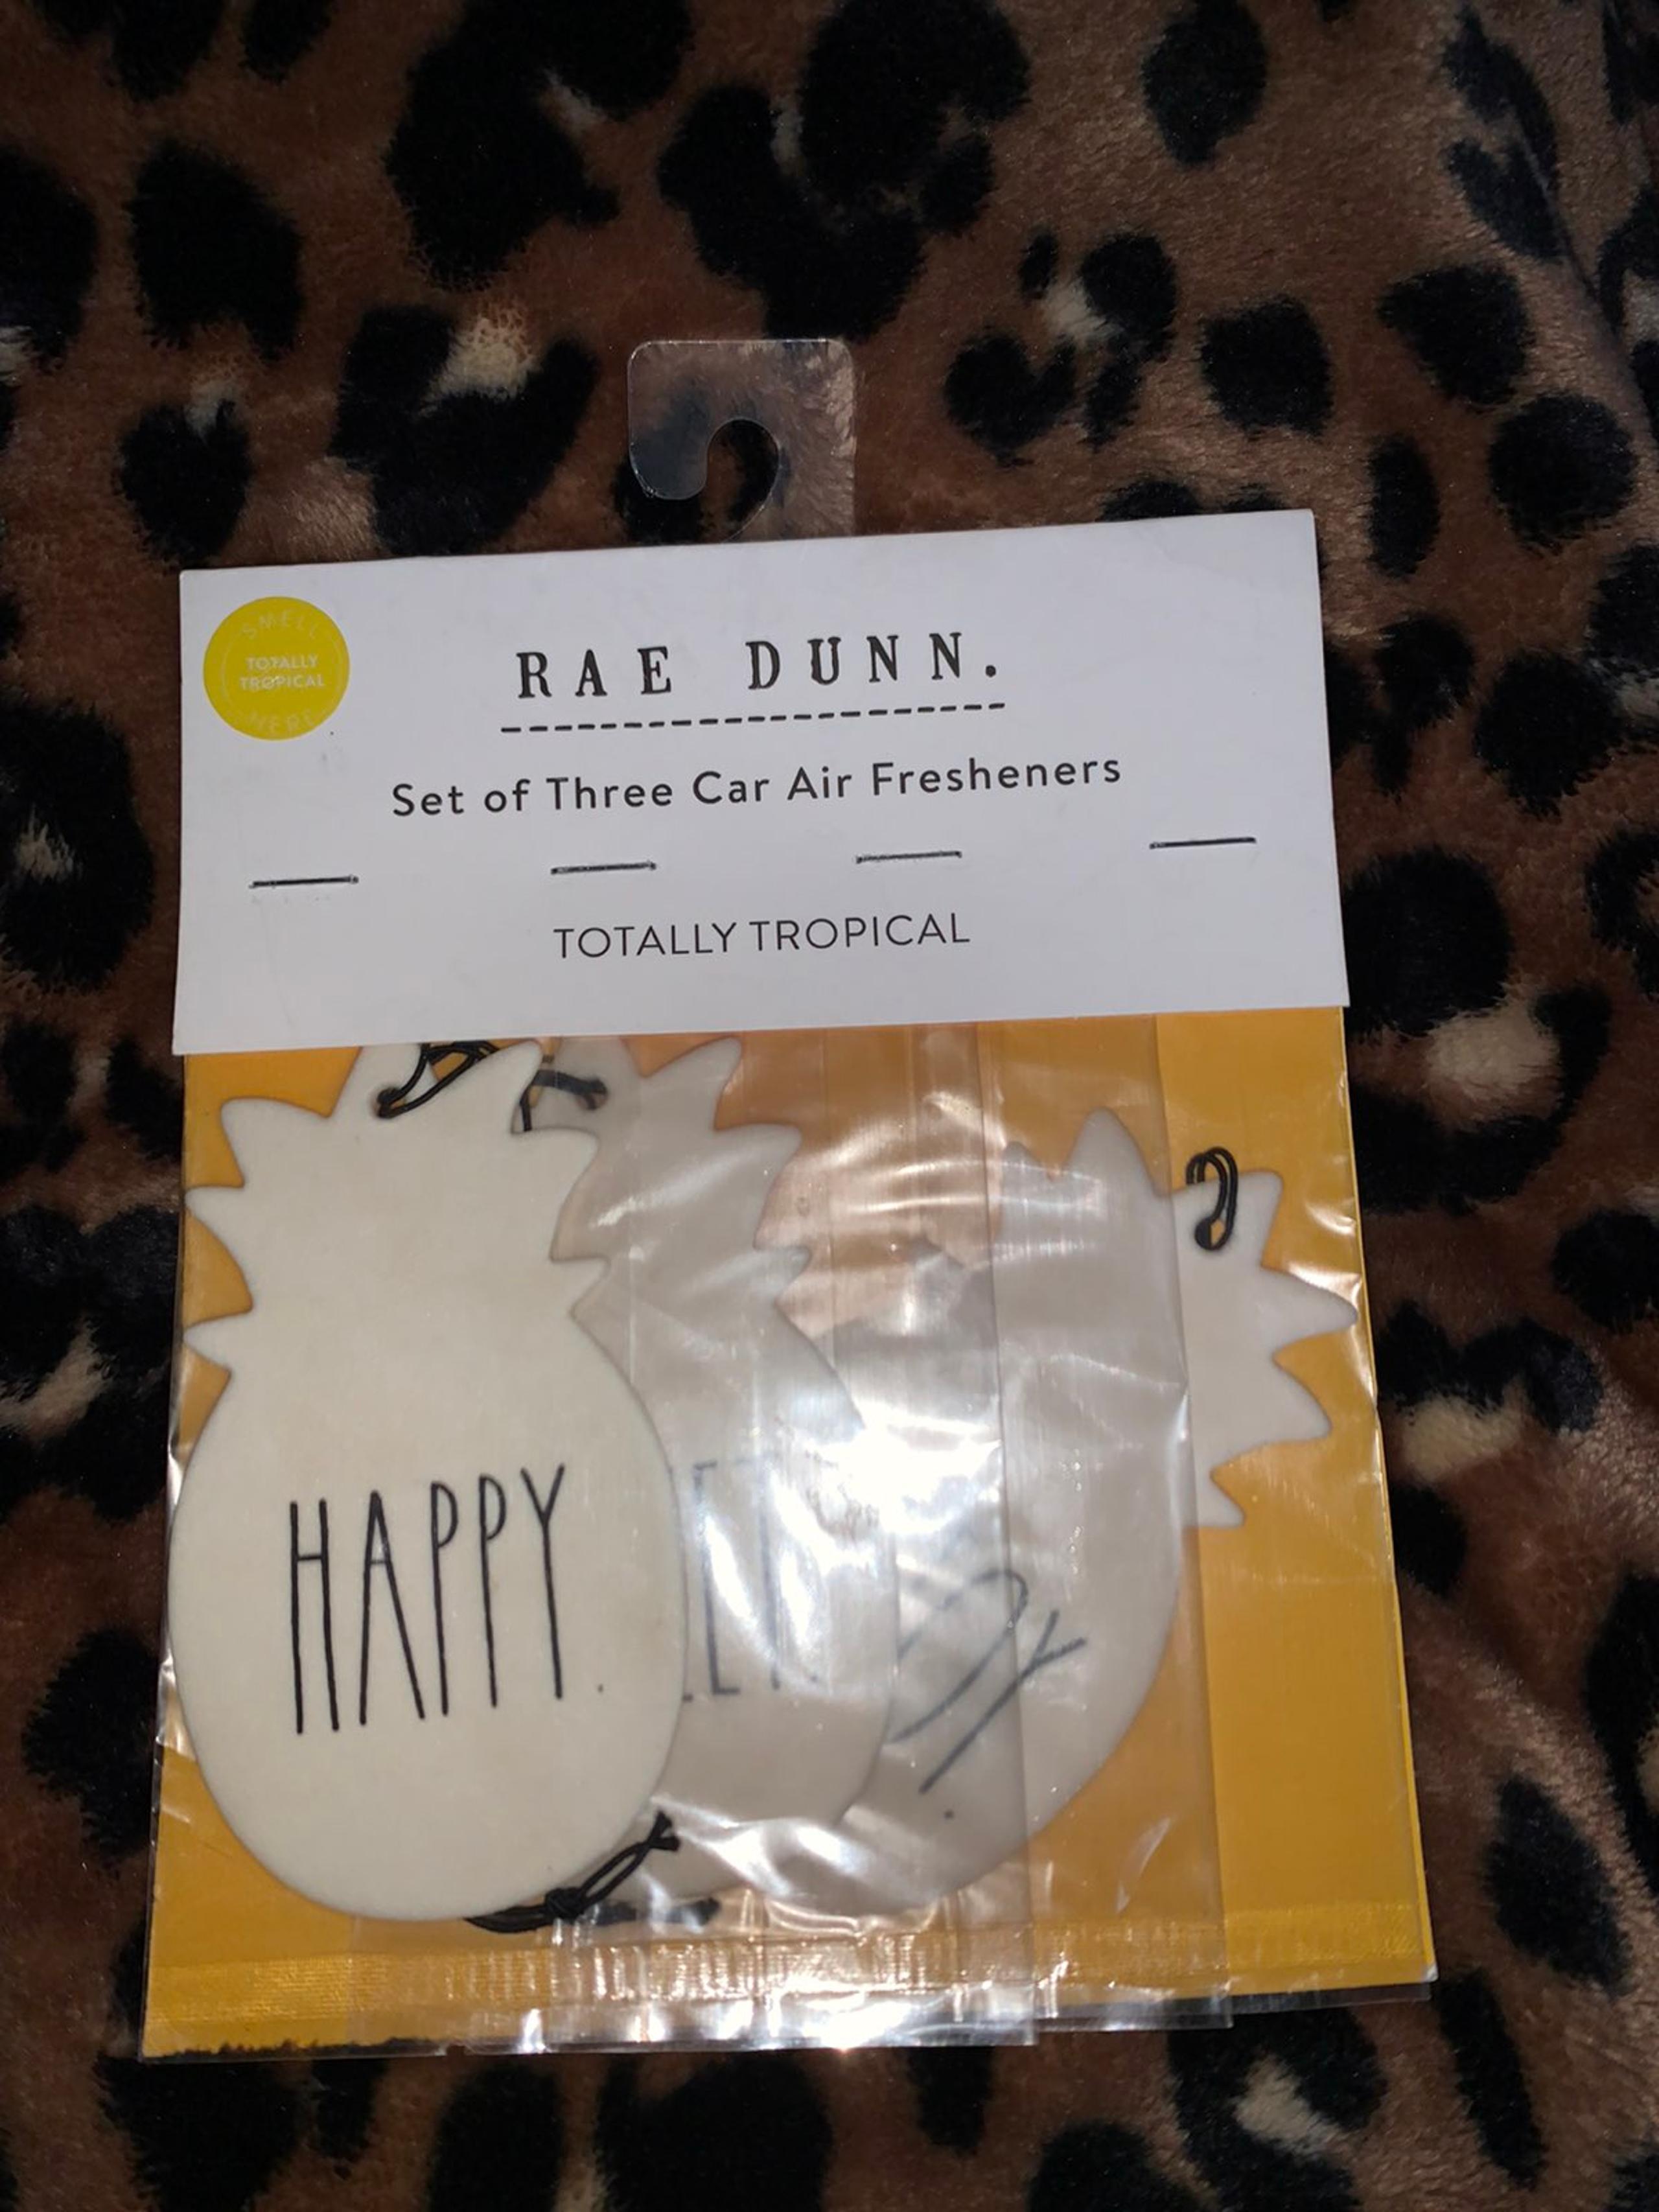 SMELL
TOTALLY
TROPICAL
HERE
RAE DUNN.
Set of Three Car Air Fresheners
TOTALLY TROPICAL
HAPPY.